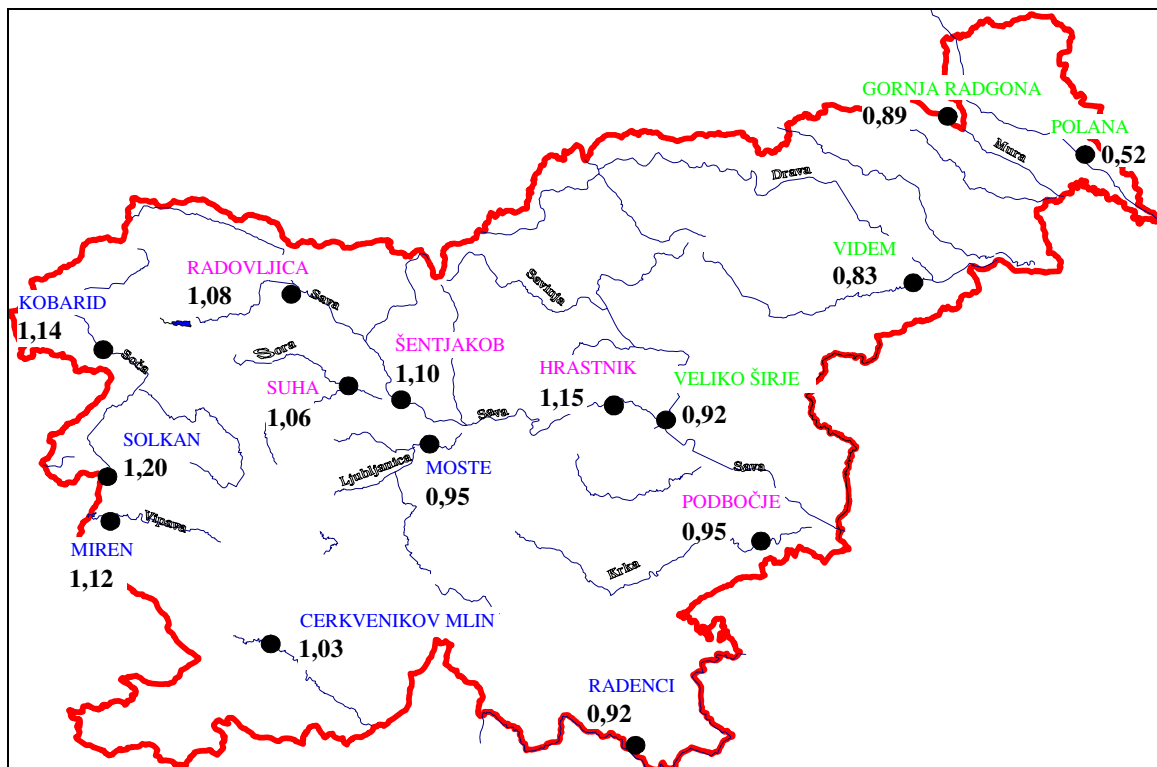 GORNJA RADGONA
0,89
POLANA
0,52
Mura
Drava
VIDEM
0,83
RADOVLJICA
1,08
Sava
Savinja
KOBARID
1,14
Soča
Sora
ŠENTJAKOB
1,10
SUHA
1,06
HRASTNIK
1,15
VELIKO ŠIRJE
0,92
Sava
SOLKAN
1,20
Ljubljanica
MOSTE
0,95
Sava
PODBOČJE
0,95
Vipava
MIREN
1,12
Krka
CERKVENIKOV MLIN
1,03
RADENCI
0,92